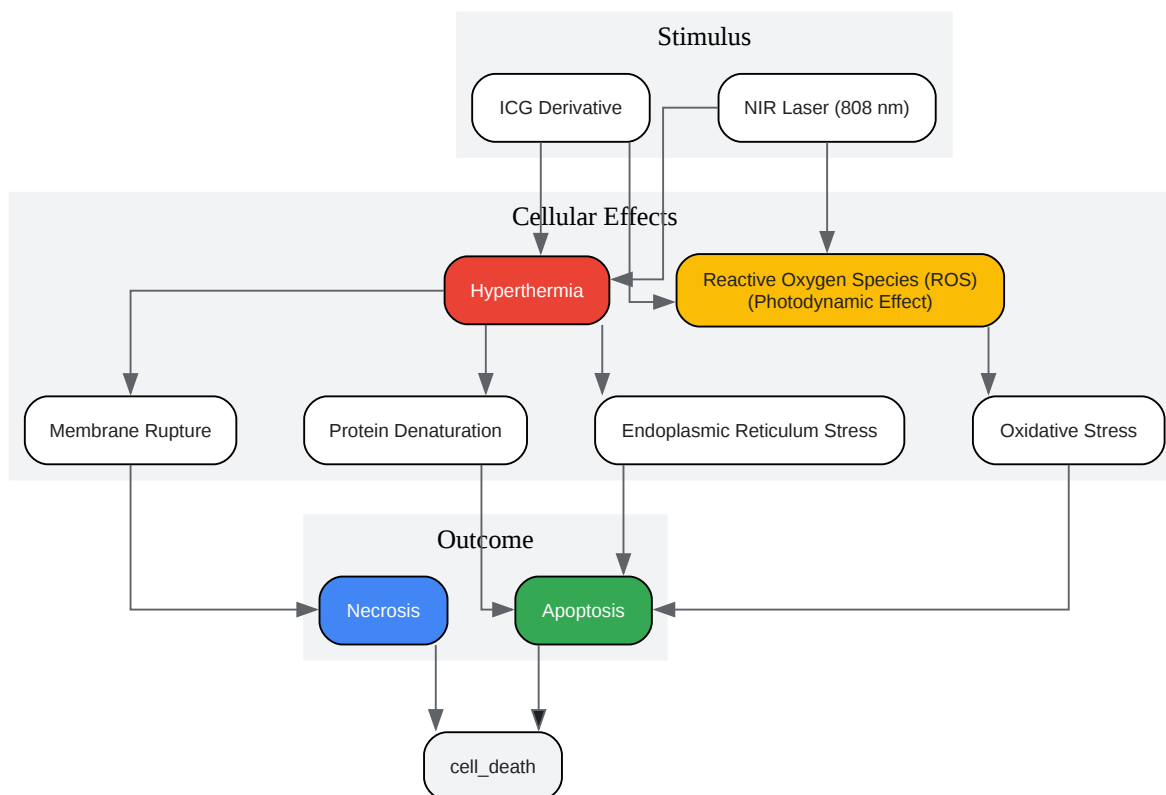 Stimulus
ICG Derivative
NIR Laser (808 nm)
Cellular Effects
Hyperthermia
Reactive Oxygen Species (ROS)
(Photodynamic Effect)
Membrane Rupture
Protein Denaturation
Endoplasmic Reticulum Stress
Oxidative Stress
Outcome
Necrosis
Apoptosis
cell_death